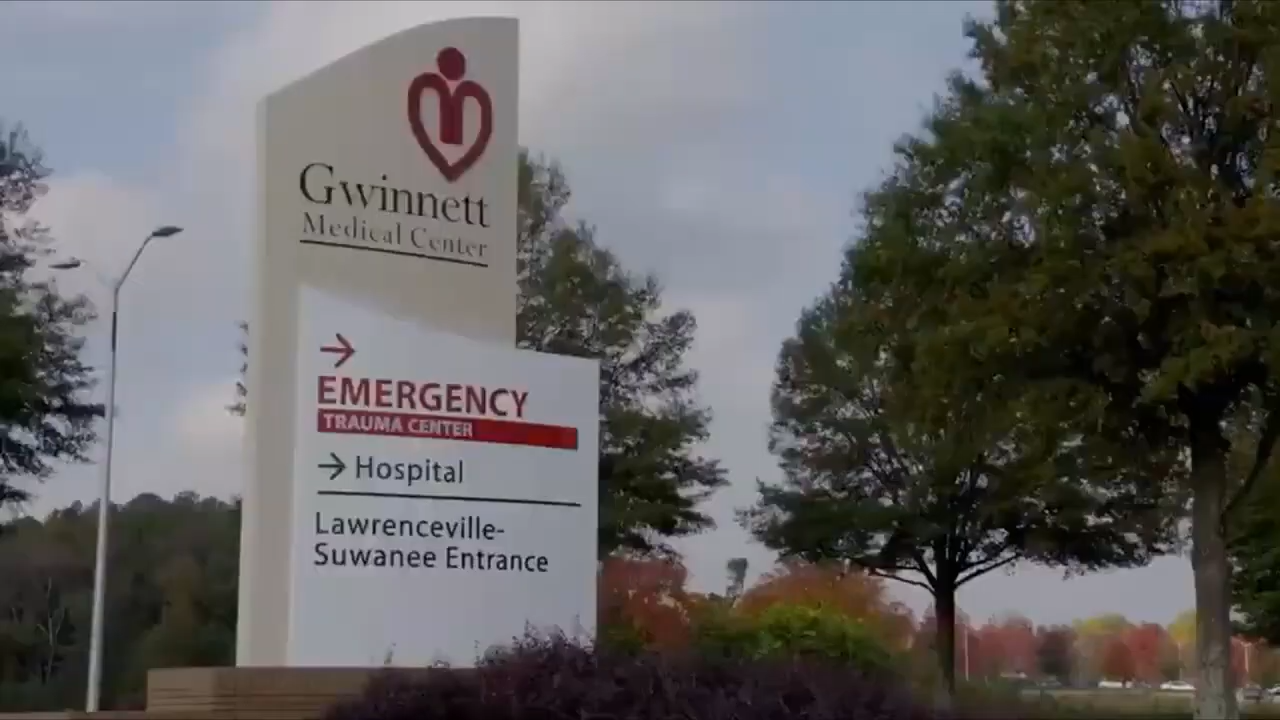 Gwinnett
Medical Center
→
EMERGENCY
TRAUMA CENTER
→ Hospital
Lawrenceville-
Suwanee Entrance